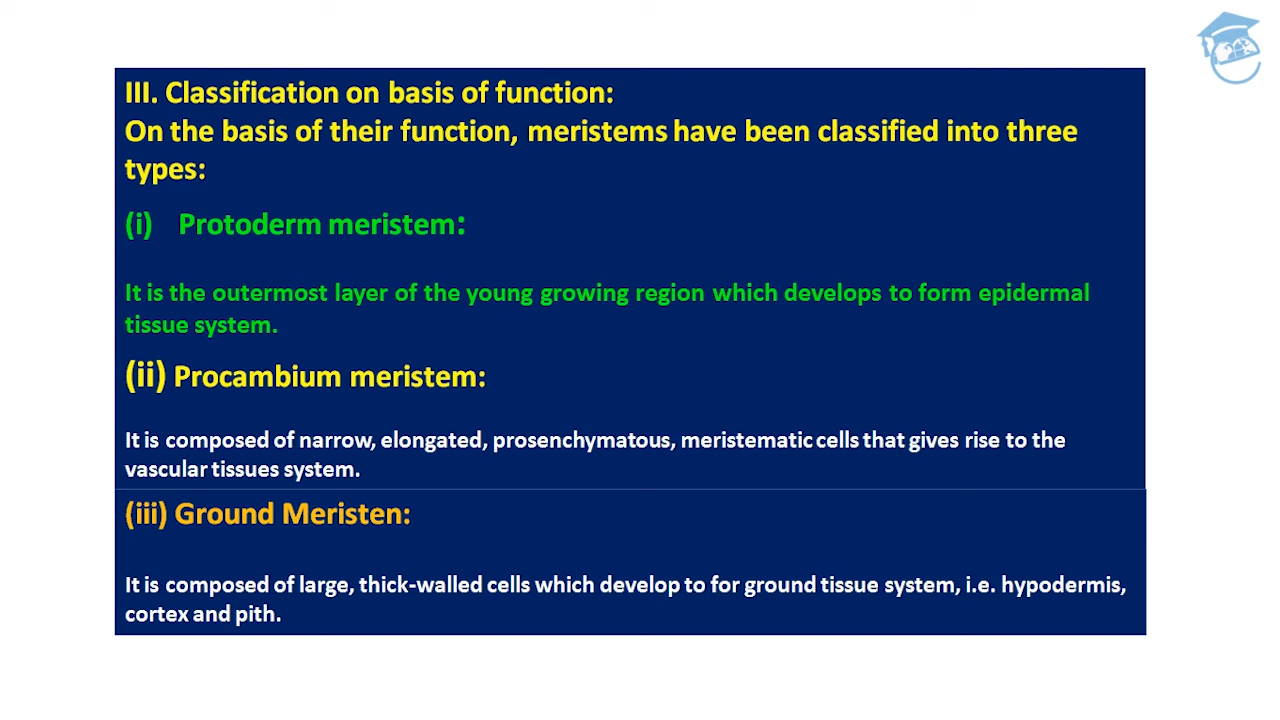 III. Classification on basis of function:
On the basis of their function, meristems have been classified into three
types:
(i) Protoderm meristem:
It is the outermost layer of the young growing region which develops to form epidermal
tissue system.
(ii) Procambium meristem:
It is composed of narrow, elongated, prosenchymatous, meristematic cells that gives rise to the
vascular tissues system.
(iii) Ground Meristen:
It is composed of large, thick-walled cells which develop to for ground tissue system, i.e. hypodermis,
cortex and pith.